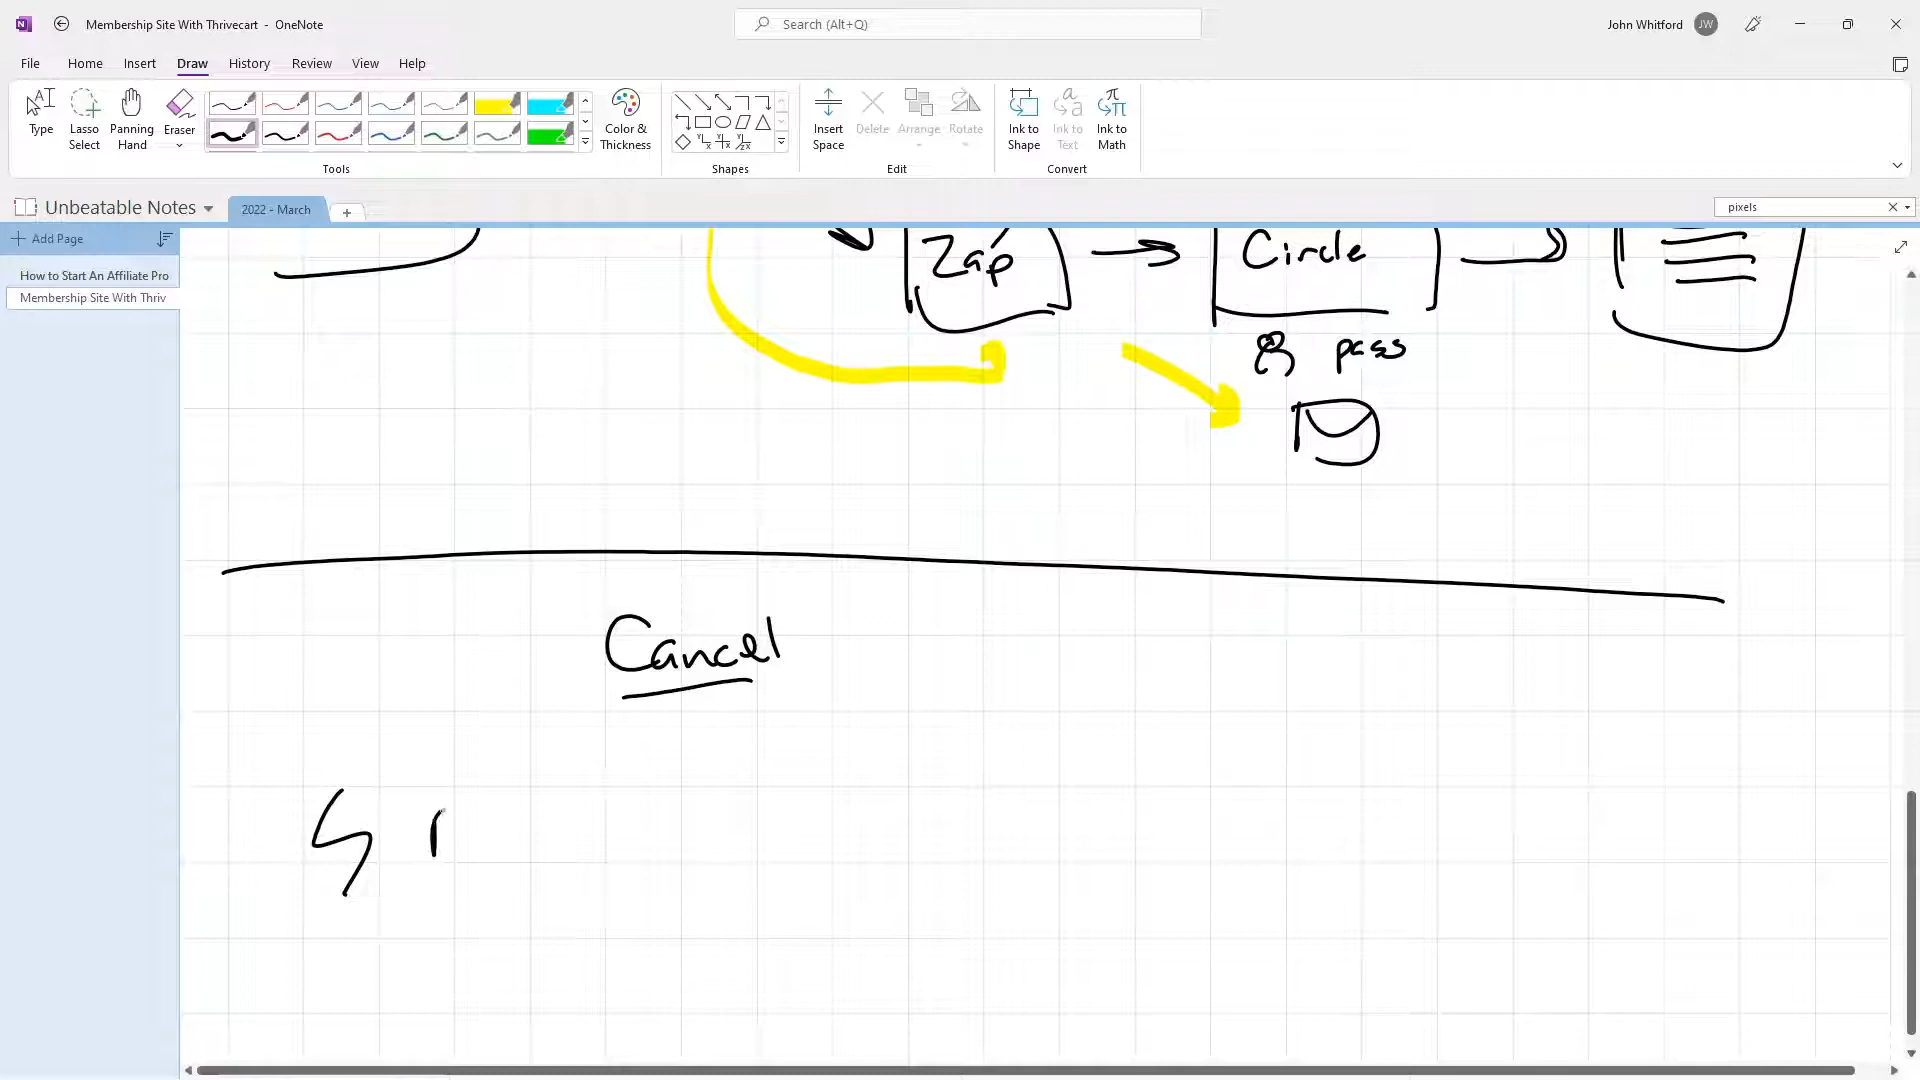 Membership Site With Thrivecart - OneNote
Search (Alt+Q)
John Whitford JW
File Home Insert Draw History Review View Help
Type
Lasso Select
Panning Hand
Eraser
Color & Thickness
Insert Space
Delete
Arrange
Rotate
Ink to Shape
Ink to Text
Ink to Math
Tools Shapes Edit Convert
Unbeatable Notes 2022 - March + pixels
Add Page
How to Start An Affiliate Pro
Membership Site With Thriv
Zap Circle
pass
Cancel